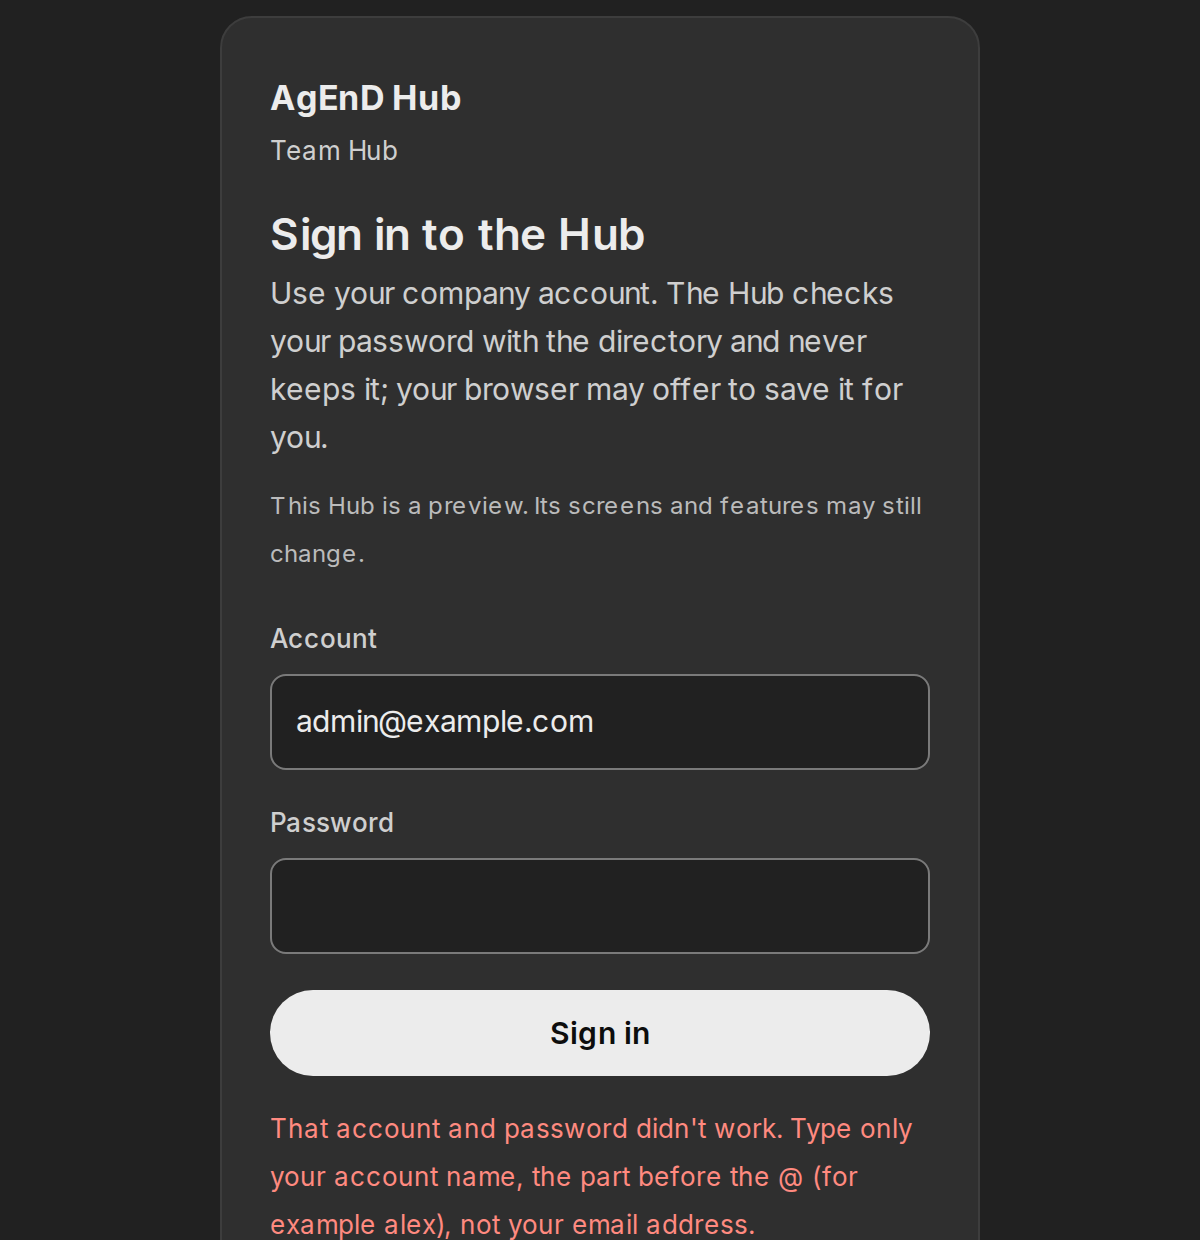 AgEnD Hub
Team Hub
Sign in to the Hub
Use your company account. The Hub checks
your password with the directory and never
keeps it; your browser may offer to save it for
you.
This Hub is a preview. Its screens and features may still
change.
Account
admin@example.com
Password
Sign in
That account and password didn't work. Type only
your account name, the part before the @ (for
example alex), not your email address.